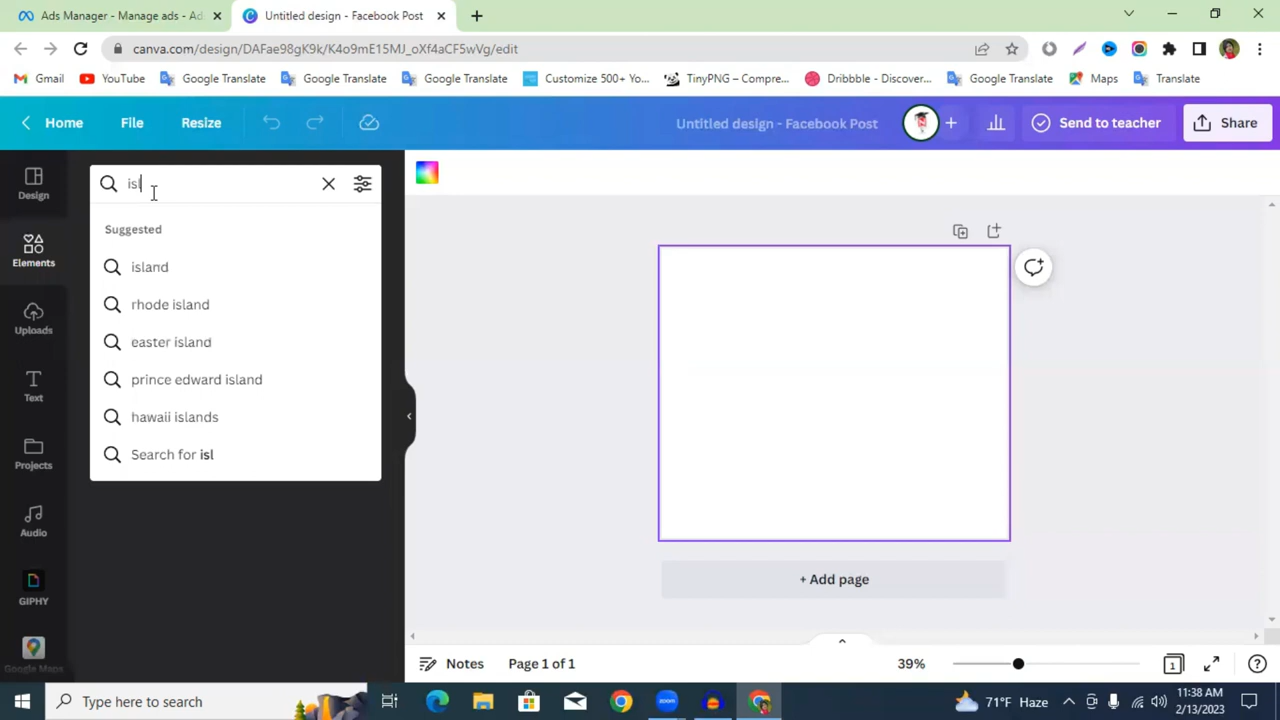 Ads Manager - Manage ads - Ad
Untitled design - Facebook Post
canva.com/design/DAFae98gK9k/K4o9mE15MJ_oXf4aCF5wVg/edit
Gmail
YouTube
Google Translate
Google Translate
Google Translate
Customize 500+ Yo...
TinyPNG – Compre...
Dribbble - Discover...
Google Translate
Maps
Translate
Home
File
Resize
Untitled design - Facebook Post
Send to teacher
Share
Design
Elements
Uploads
Text
Projects
Audio
GIPHY
Google Maps
isl
Suggested
island
rhode island
easter island
prince edward island
hawaii islands
Search for isl
+ Add page
Notes
Page 1 of 1
39%
1
Type here to search
71°F Haze
11:38 AM
2/13/2023
zoom